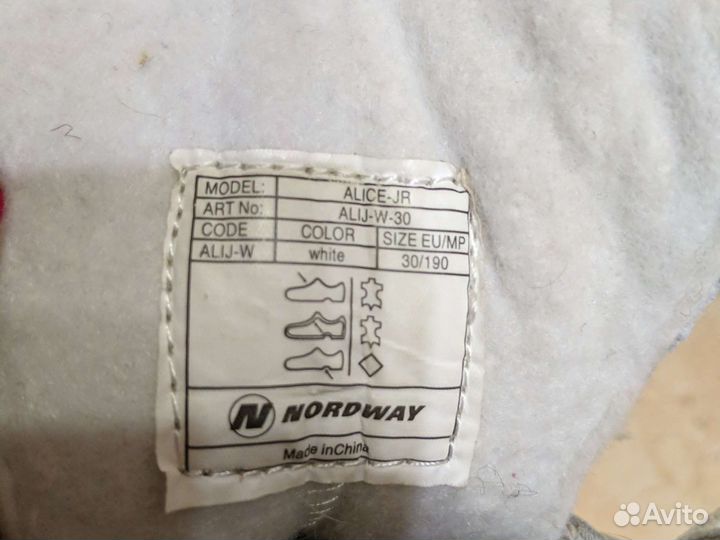 MODEL: ALICE-JR
ART No: ALIJ-W-30
CODE COLOR SIZE EU/MP
ALIJ-W white 30/190
N NORDWAY
Made inChina
Avito